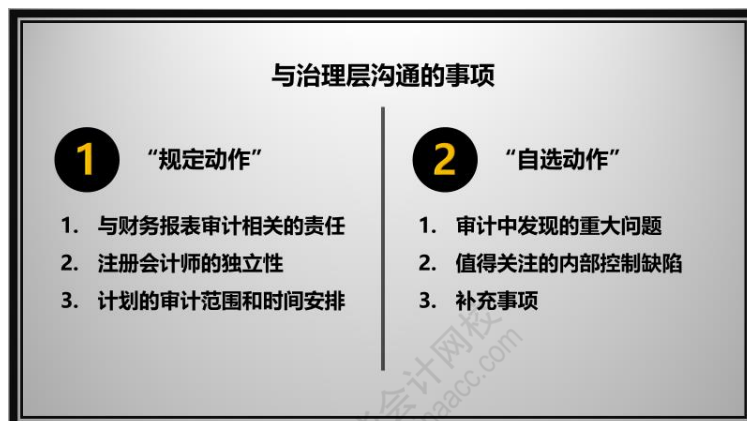 与治理层沟通的事项
1 “规定动作”
1. 与财务报表审计相关的责任
2. 注册会计师的独立性
3. 计划的审计范围和时间安排
2 “自选动作”
1. 审计中发现的重大问题
2. 值得关注的内部控制缺陷
3. 补充事项
会计网校